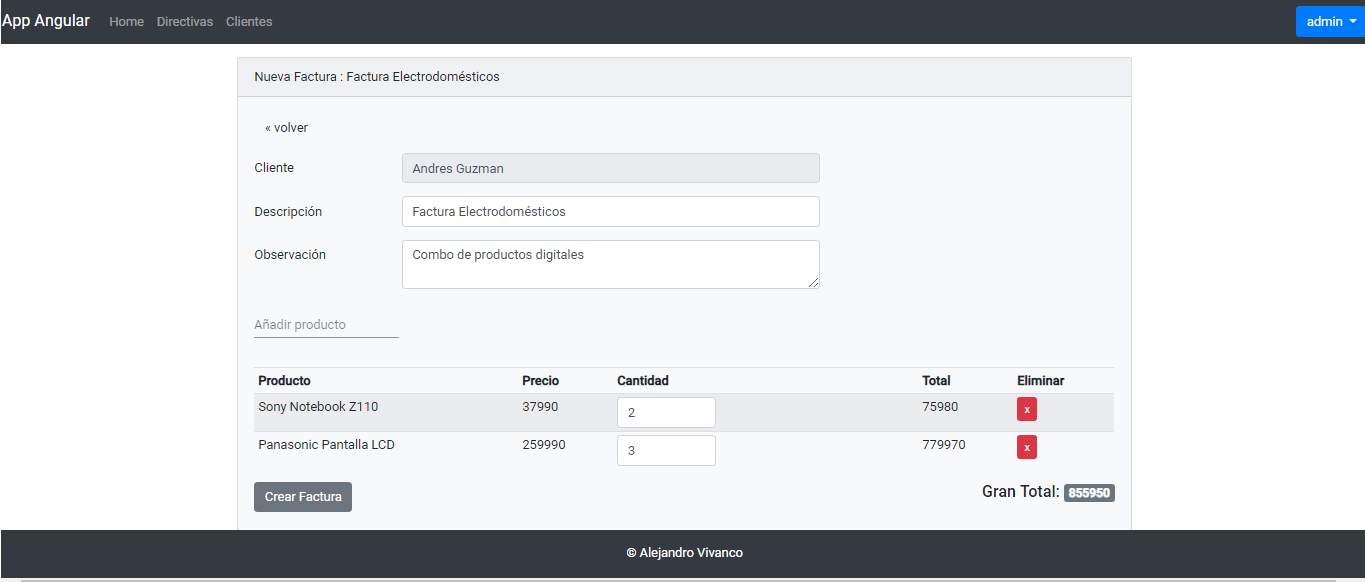 App Angular Home Directivas Clientes admin
Nueva Factura : Factura Electrodomésticos
« volver
Cliente Andres Guzman
Descripción Factura Electrodomésticos
Observación Combo de productos digitales
Añadir producto
Producto Precio Cantidad Total Eliminar
Sony Notebook Z110 37990 2 75980 x
Panasonic Pantalla LCD 259990 3 779970 x
Crear Factura Gran Total: 855950
© Alejandro Vivanco